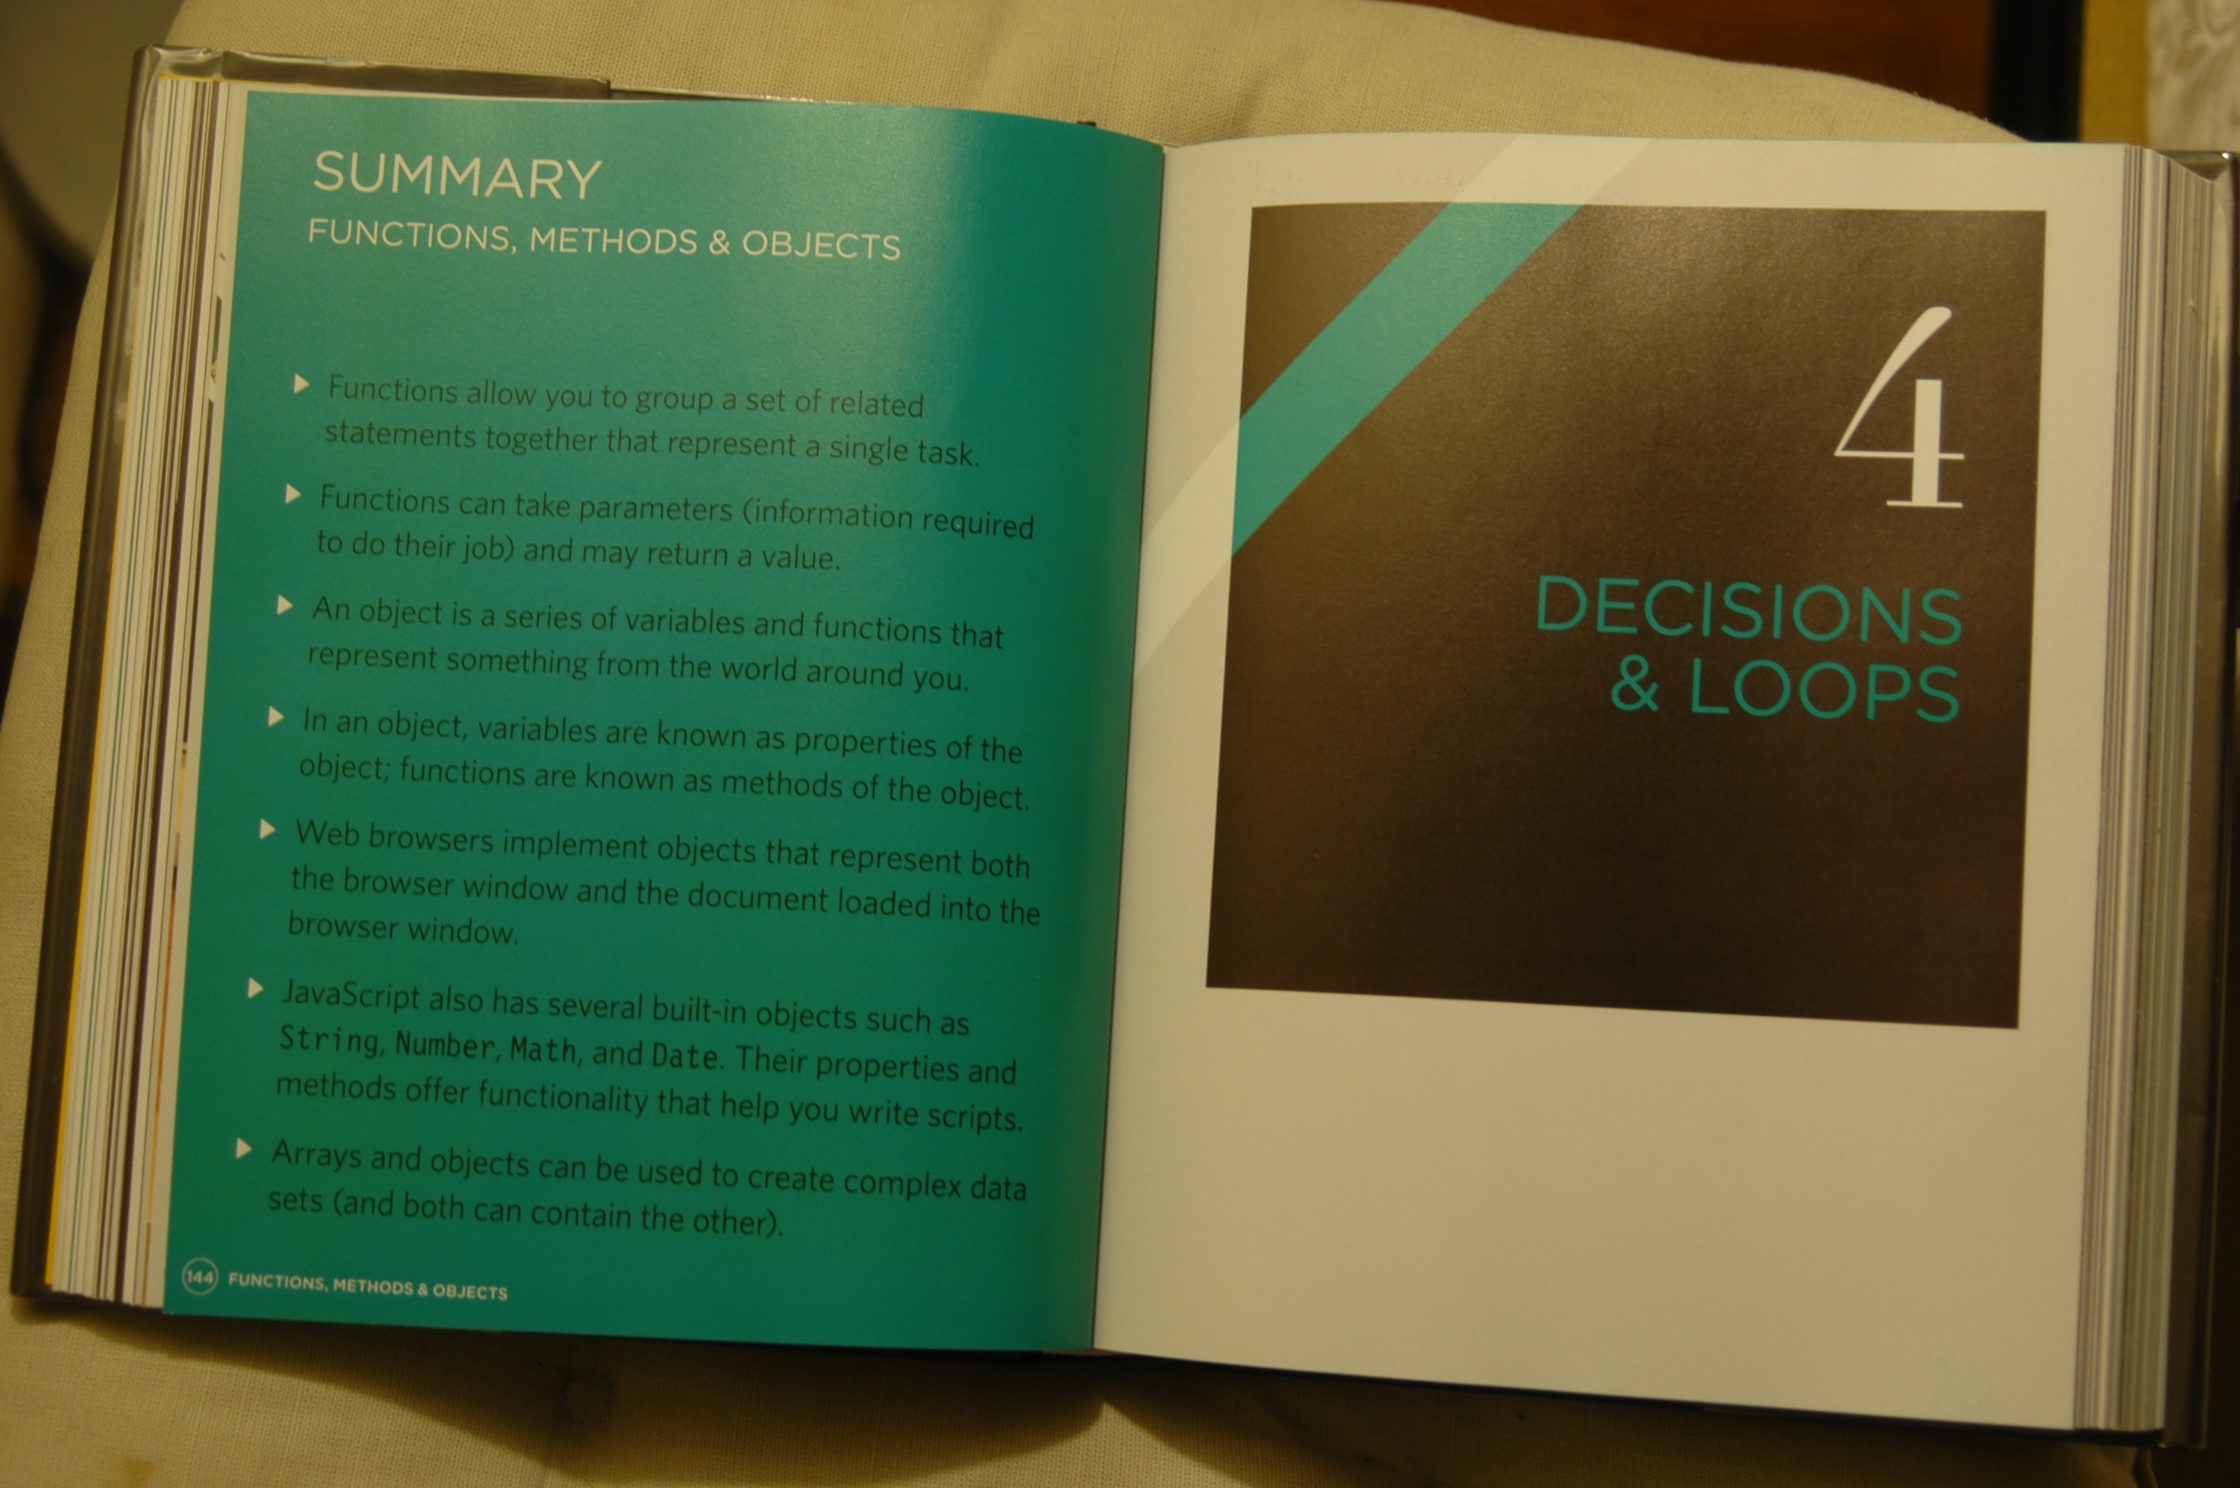 SUMMARY
FUNCTIONS, METHODS & OBJECTS
Functions allow you to group a set of related
statements together that represent a single task.
Functions can take parameters (information required
to do their job) and may return a value.
An object is a series of variables and functions that
represent something from the world around you.
In an object, variables are known as properties of the
object; functions are known as methods of the object.
Web browsers implement objects that represent both
the browser window and the document loaded into the
browser window.
JavaScript also has several built-in objects such as
String, Number, Math, and Date. Their properties and
methods offer functionality that help you write scripts.
Arrays and objects can be used to create complex data
sets (and both can contain the other).
144 FUNCTIONS, METHODS & OBJECTS
4
DECISIONS
& LOOPS